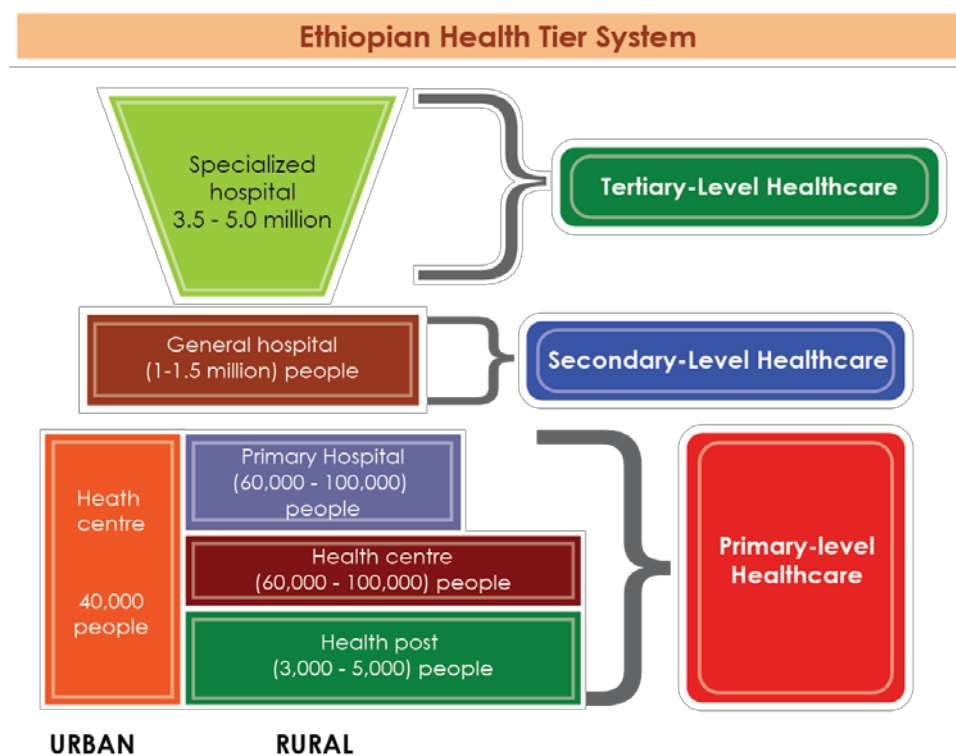 Ethiopian Health Tier System
Specialized
hospital
3.5 - 5.0 million
Tertiary-Level Healthcare
General hospital
(1-1.5 million) people
Secondary-Level Healthcare
Heath
centre
40,000
people
Primary Hospital
(60,000 - 100,000)
people
Health centre
(60,000 - 100,000) people
Health post
(3,000 - 5,000) people
Primary-level
Healthcare
URBAN
RURAL